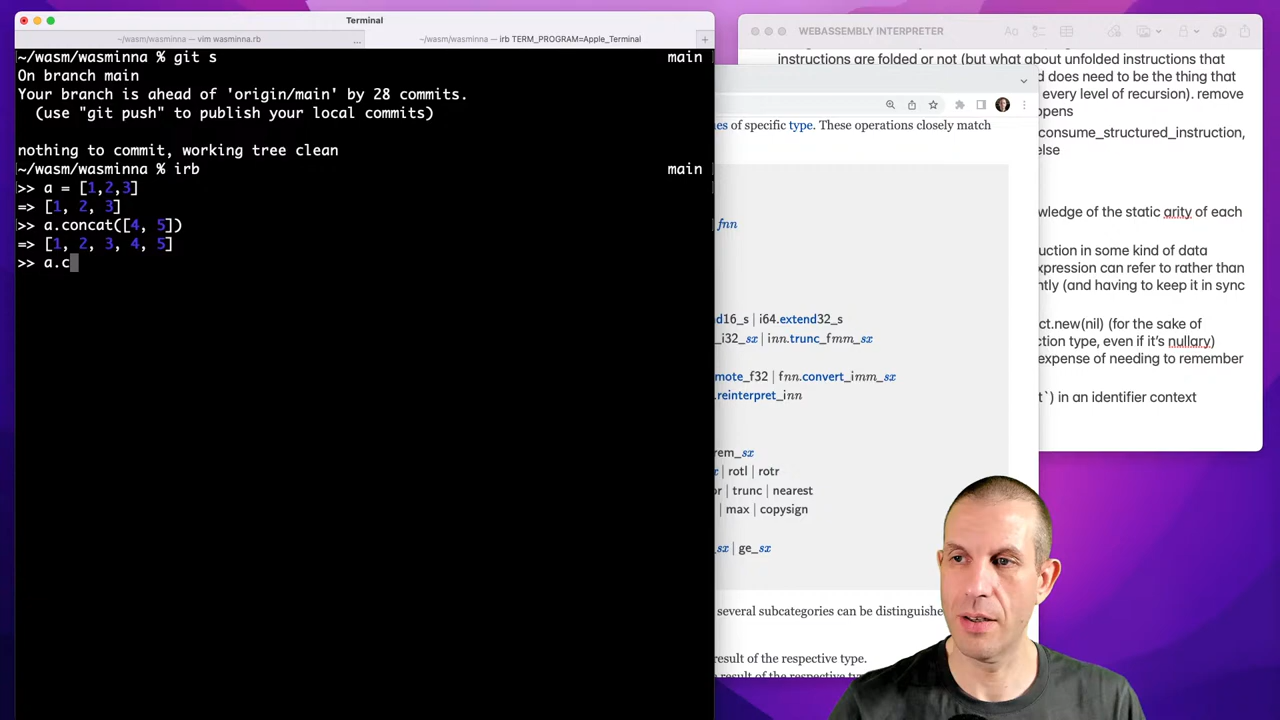 Terminal
~/wasm/wasminna — vim wasminna.rb
...
~/wasm/wasminna — irb TERM_PROGRAM=Apple_Terminal
+
~/wasm/wasminna % git s
main
On branch main
Your branch is ahead of 'origin/main' by 28 commits.
(use "git push" to publish your local commits)
nothing to commit, working tree clean
~/wasm/wasminna % irb
main
>> a = [1,2,3]
=> [1, 2, 3]
>> a.concat([4, 5])
=> [1, 2, 3, 4, 5]
>> a.c
WEBASSEMBLY INTERPRETER
Aa
instructions are folded or not (but what about unfolded instructions that
d does need to be the thing that
every level of recursion). remove
pens
consume_structured_instruction,
else
wledge of the static arity of each
uction in some kind of data
xpression can refer to rather than
ntly (and having to keep it in sync
ct.new(nil) (for the sake of
ction type, even if it's nullary)
expense of needing to remember
t`) in an identifier context
es of specific type. These operations closely match
fnn
d16_s | i64.extend32_s
_i32_sx | inn.trunc_fmm_sx
mote_f32 | fnn.convert_imm_sx
.reinterpret_inn
rem_sx
| rotl | rotr
or | trunc | nearest
| max | copysign
_sx | ge_sx
several subcategories can be distinguishe
result of the respective type.